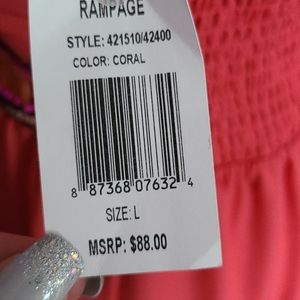 RAMPAGE
STYLE: 421510/42400
COLOR: CORAL
8 87368 07632 4
SIZE: L
MSRP: $88.00